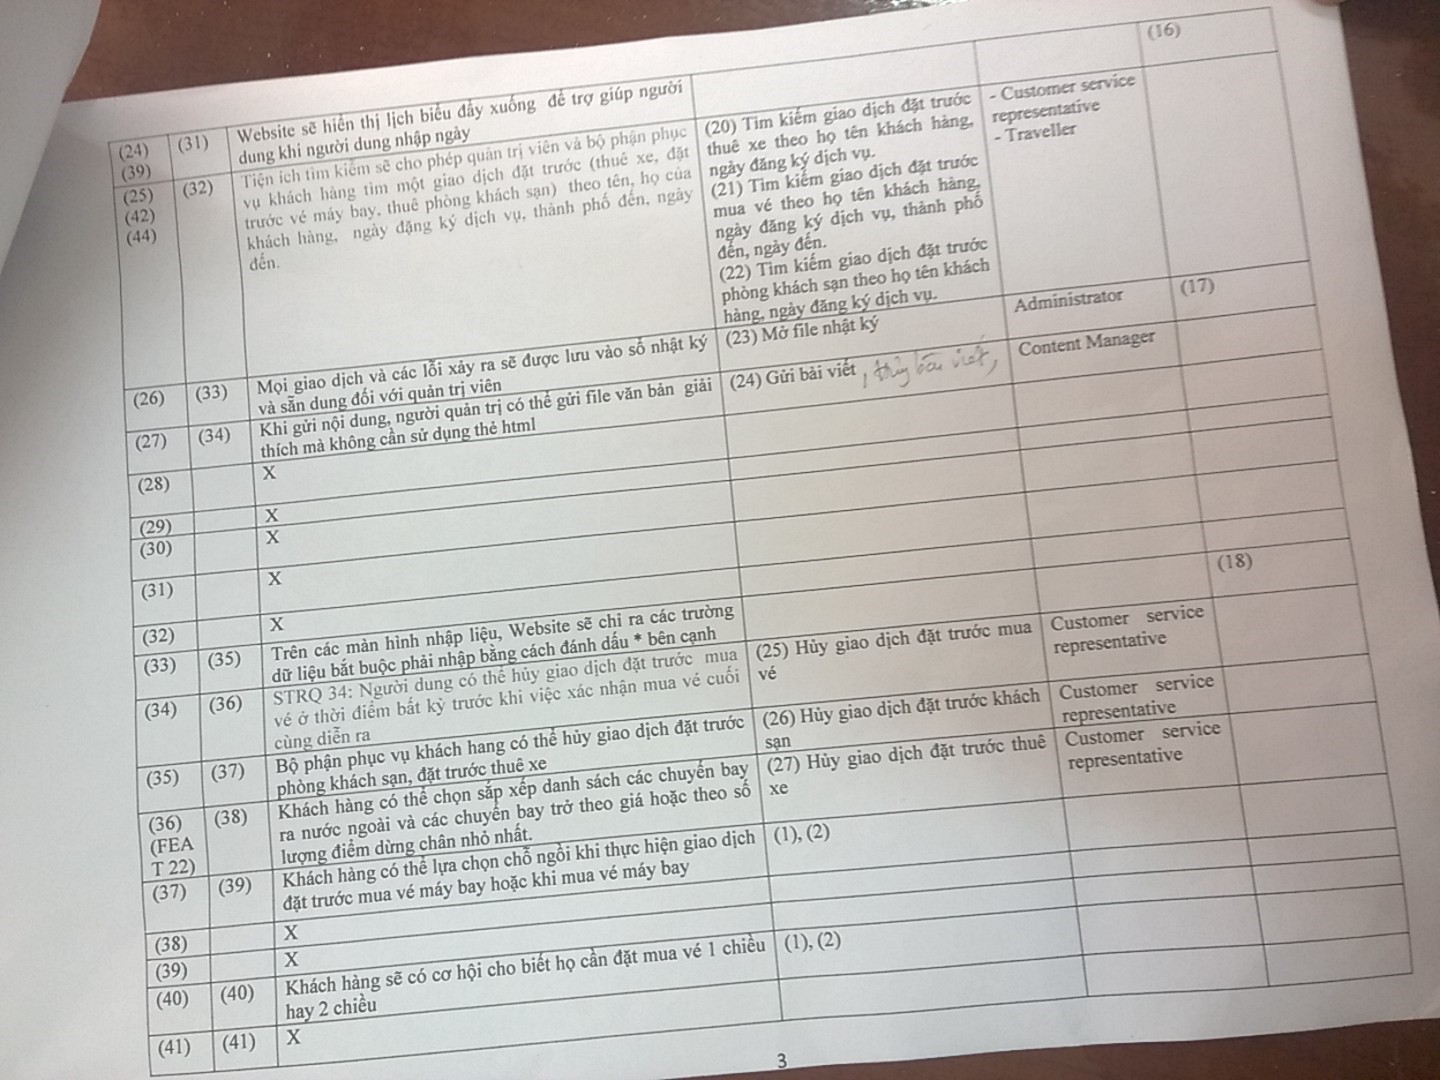 (16)
(24) (31) Website sẽ hiển thị lịch biểu đẩy xuống để trợ giúp người
(39) dung khi người dung nhập ngày
(25) (32) Tiện ích tìm kiếm sẽ cho phép quản trị viên và bộ phận phục
(42) vụ khách hàng tìm một giao dịch đặt trước (thuê xe, đặt
(44) trước vé máy bay, thuê phòng khách sạn) theo tên, họ của
khách hàng, ngày đặng ký dịch vụ, thành phố đến, ngày
đến.
(20) Tìm kiếm giao dịch đặt trước
thuê xe theo họ tên khách hàng,
ngày đăng ký dịch vụ.
(21) Tìm kiếm giao dịch đặt trước
mua vé theo họ tên khách hàng,
ngày đăng ký dịch vụ, thành phố
đến, ngày đến.
(22) Tìm kiếm giao dịch đặt trước
phòng khách sạn theo họ tên khách
hàng, ngày đăng ký dịch vụ.
- Customer service
representative
- Traveller
(26) (33) Mọi giao dịch và các lỗi xảy ra sẽ được lưu vào sổ nhật ký
và sẵn dung đối với quản trị viên
(23) Mở file nhật ký
Administrator
(17)
(27) (34) Khi gửi nội dung, người quản trị có thể gửi file văn bản giải
thích mà không cần sử dụng thẻ html
(24) Gửi bài viết, bài viết,
Content Manager
(28) X
(29) X
(30) X
(31) X
(32) X
(18)
(33) (35) Trên các màn hình nhập liệu, Website sẽ chỉ ra các trường
dữ liệu bắt buộc phải nhập bằng cách đánh dấu * bên cạnh
(34) (36) STRQ 34: Người dung có thể hủy giao dịch đặt trước mua
vé ở thời điểm bất kỳ trước khi việc xác nhận mua vé cuối
cùng diễn ra
(25) Hủy giao dịch đặt trước mua
vé
Customer service
representative
(35) (37) Bộ phận phục vụ khách hang có thể hủy giao dịch đặt trước
phòng khách sạn, đặt trước thuê xe
(26) Hủy giao dịch đặt trước khách
sạn
(27) Hủy giao dịch đặt trước thuê
xe
Customer service
representative
Customer service
representative
(36) (38) Khách hàng có thể chọn sắp xếp danh sách các chuyến bay
(FEA ra nước ngoài và các chuyến bay trở theo giá hoặc theo số
T 22) lượng điểm dừng chân nhỏ nhất.
(37) (39) Khách hàng có thể lựa chọn chỗ ngồi khi thực hiện giao dịch
đặt trước mua vé máy bay hoặc khi mua vé máy bay
(1), (2)
(38) X
(39) X
(40) (40) Khách hàng sẽ có cơ hội cho biết họ cần đặt mua vé 1 chiều
hay 2 chiều
(1), (2)
(41) (41) X
3